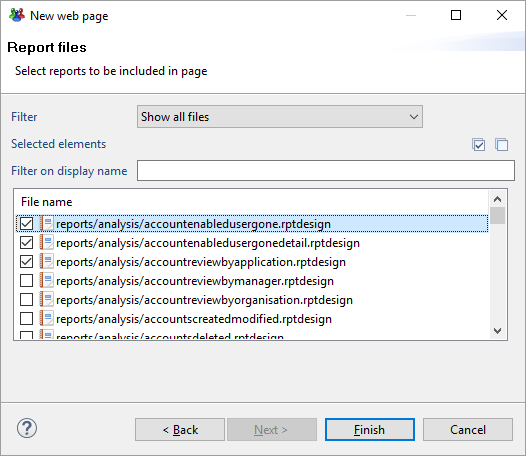 New web page
Report files
Select reports to be included in page
Filter Show all files
Selected elements
Filter on display name
File name
reports/analysis/accountenabledusergone.rptdesign
reports/analysis/accountenabledusergonedetail.rptdesign
reports/analysis/accountreviewbyapplication.rptdesign
reports/analysis/accountreviewbymanager.rptdesign
reports/analysis/accountreviewbyorganisation.rptdesign
reports/analysis/accountscreatedmodified.rptdesign
reports/analysis/accountsdeleted.rptdesign
? < Back Next > Finish Cancel